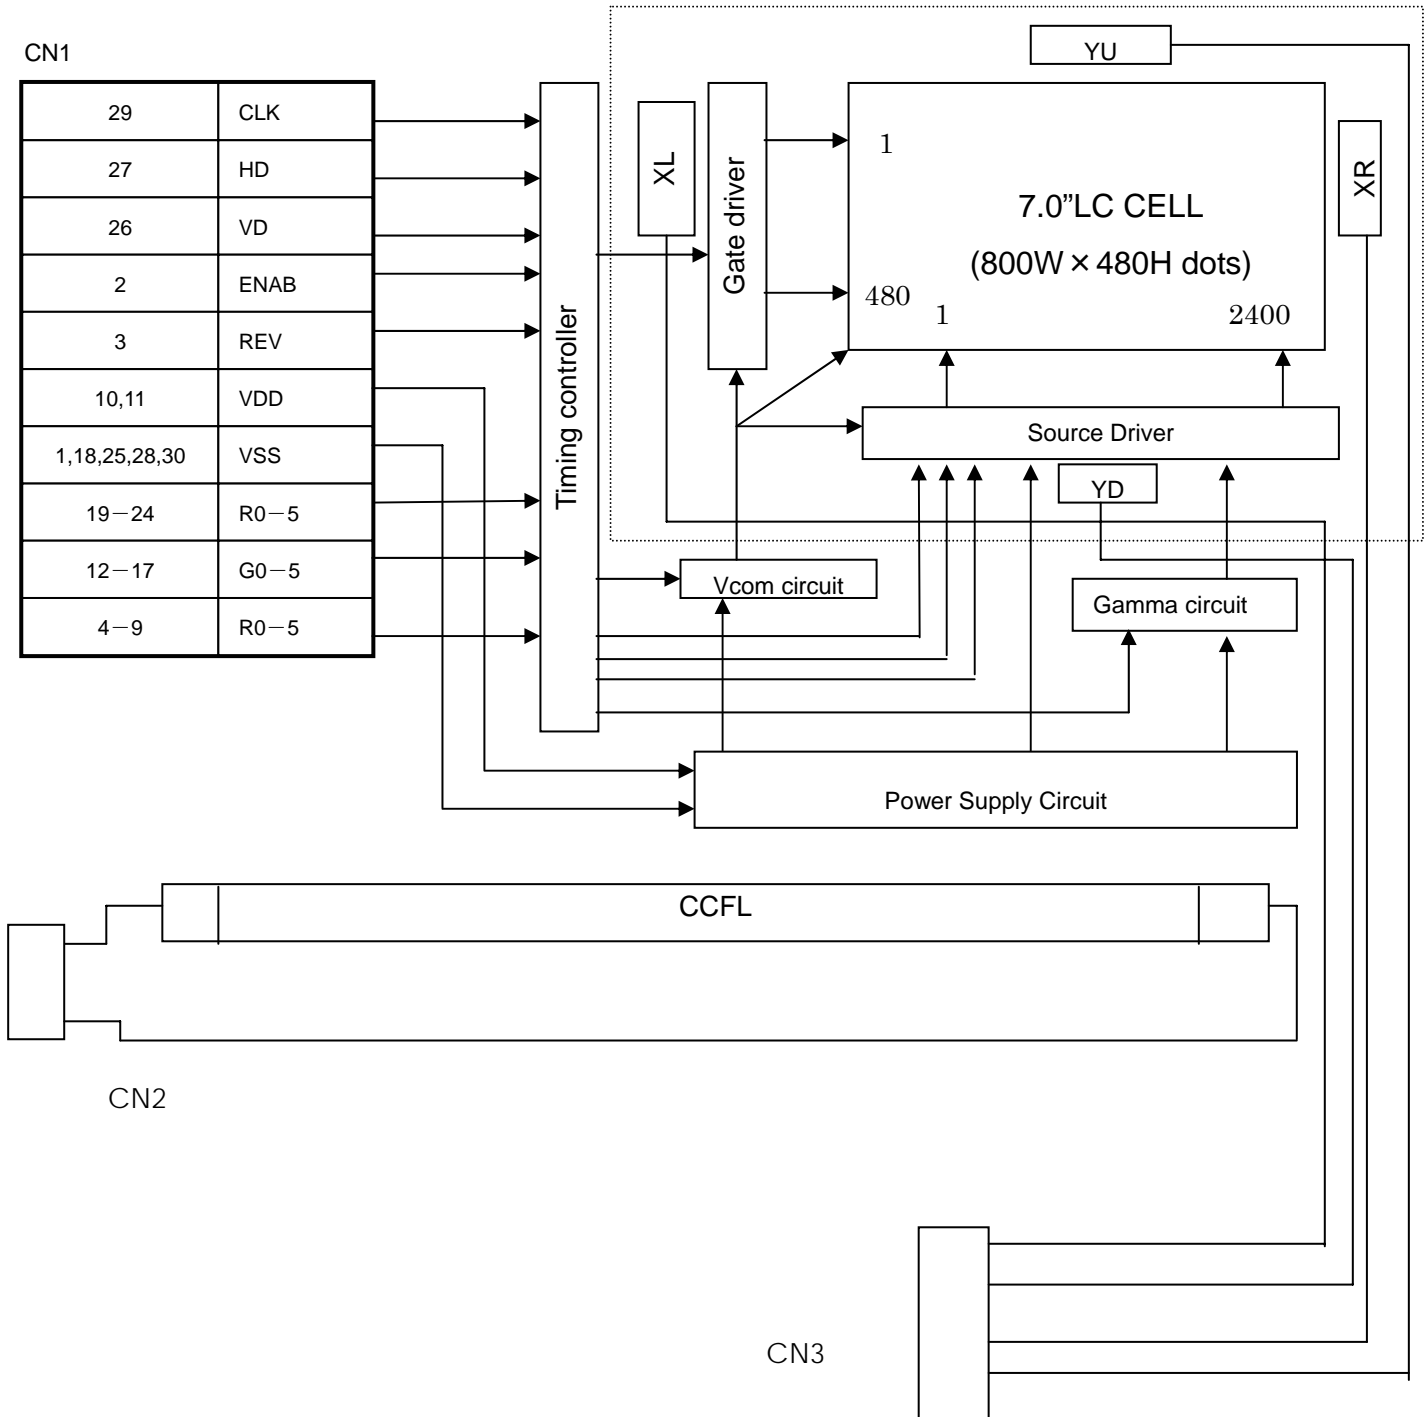 CN1
29 CLK
27 HD
26 VD
2 ENAB
3 REV
10,11 VDD
1,18,25,28,30 VSS
19－24 R0－5
12－17 G0－5
4－9 R0－5
Timing controller
XL
Gate driver
YU
XR
1
7.0”LC CELL
(800W×480H dots)
480
1
2400
Source Driver
YD
Vcom circuit
Gamma circuit
Power Supply Circuit
CCFL
CN2
CN3